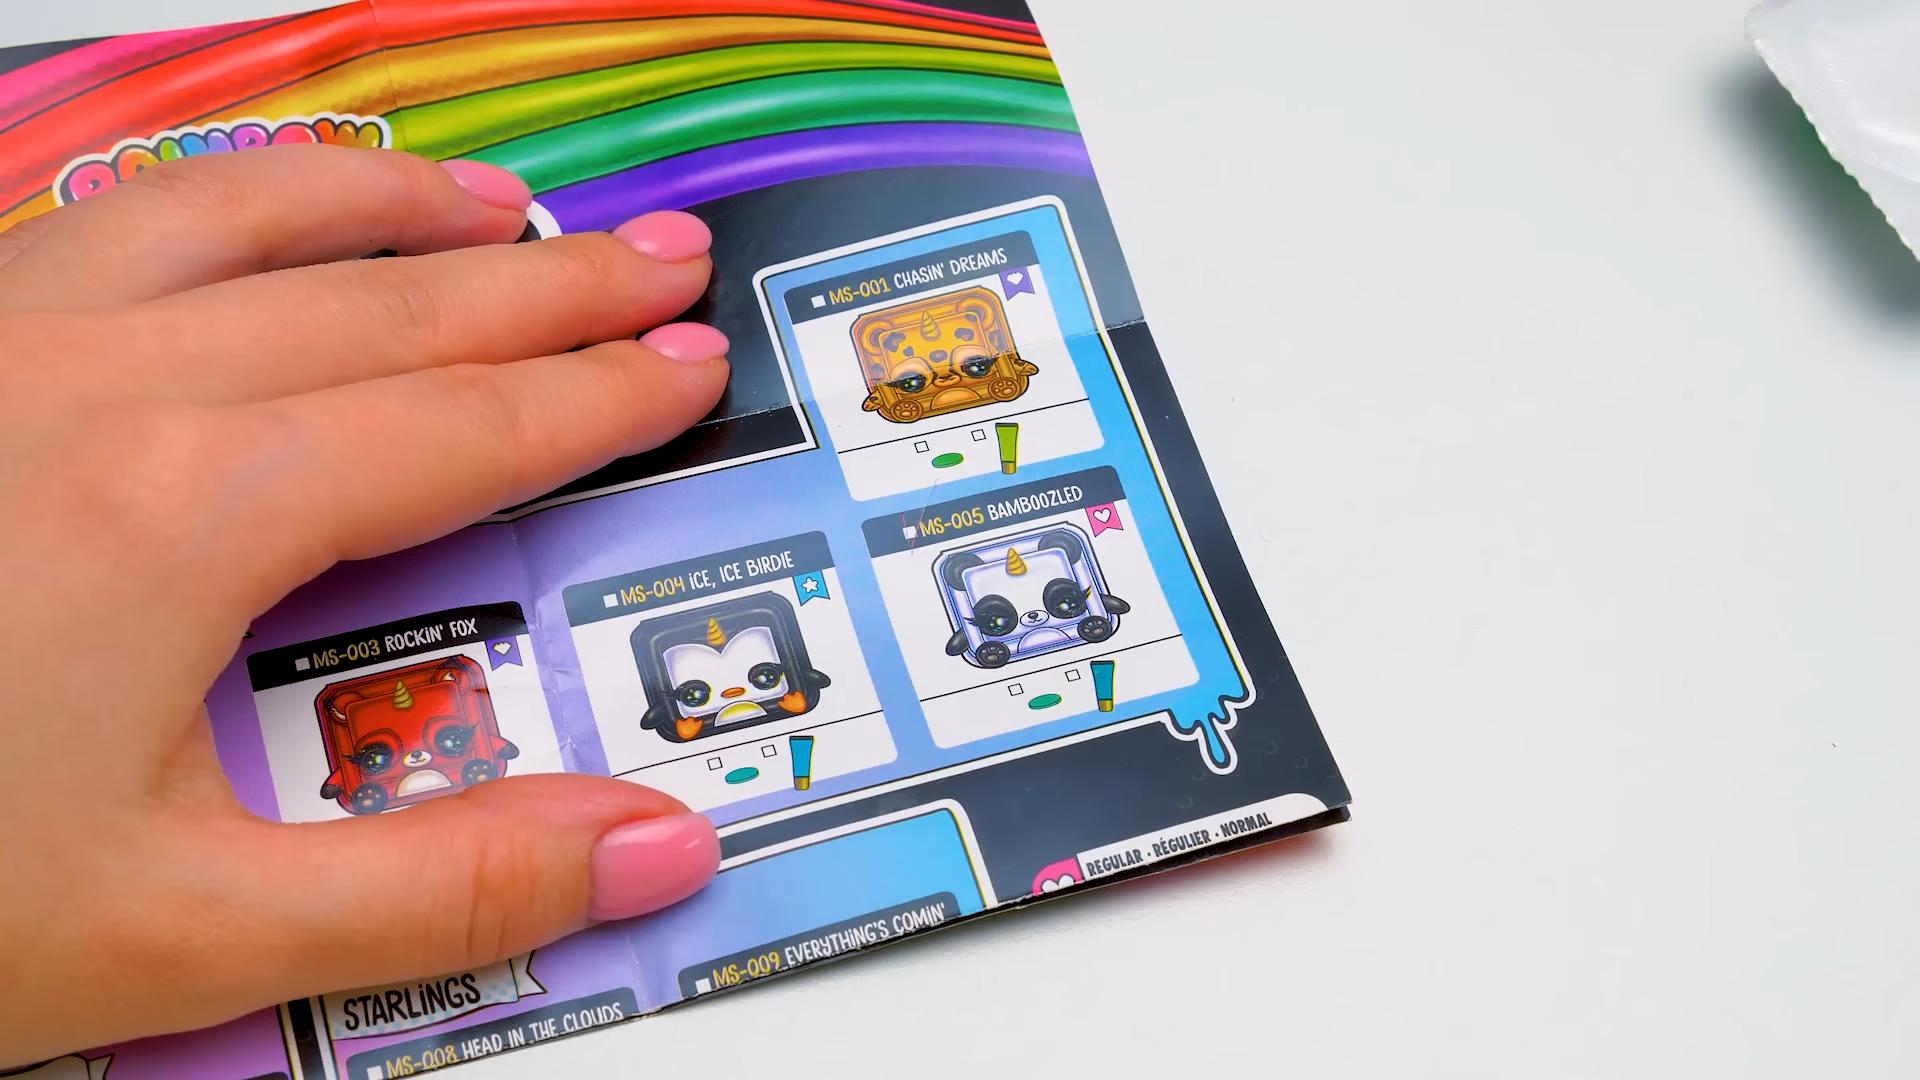 RAINBOW
MS-001 CHASIN' DREAMS
MS-005 BAMBOOZLED
MS-004 ICE, ICE BIRDIE
MS-003 ROCKIN' FOX
REGULAR · RÉGULIER · NORMAL
MS-009 EVERYTHING'S COMIN'
STARLINGS
MS-008 HEAD IN THE CLOUDS